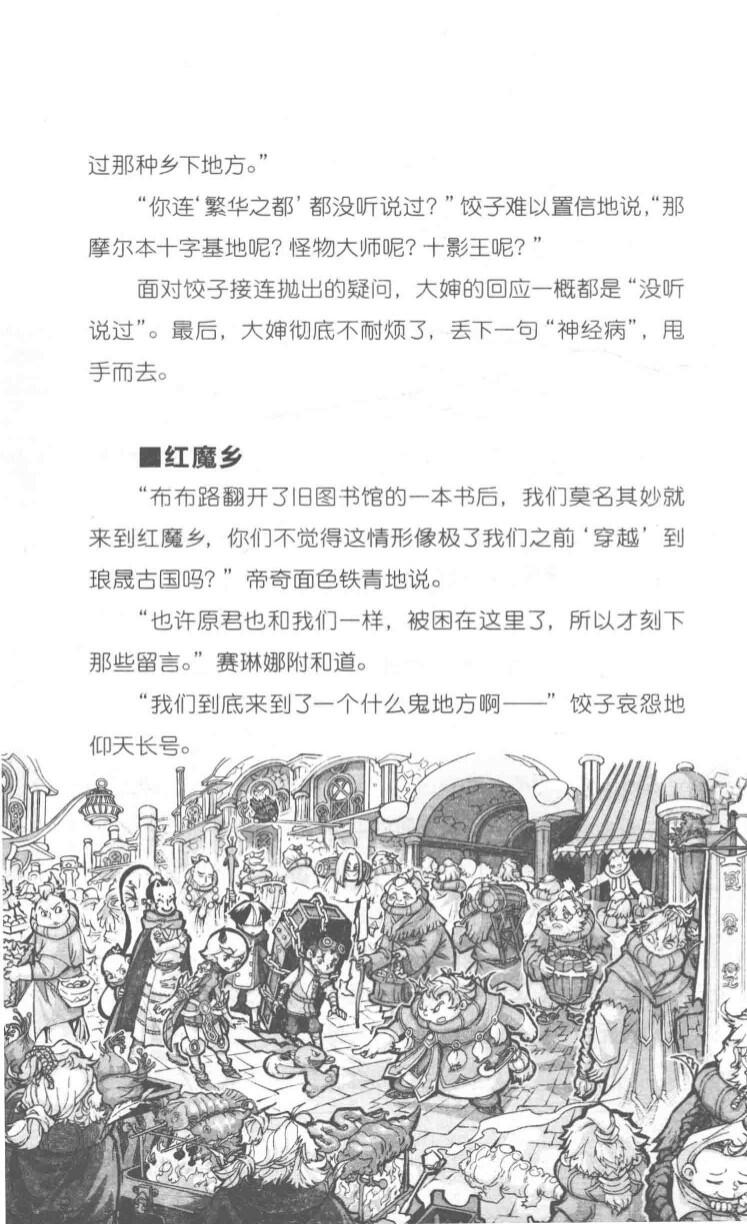 过那种乡下地方。”
“你连‘繁华之都’都没听说过？”饺子难以置信地说，“那
摩尔本十字基地呢？怪物大师呢？十影王呢？”
面对饺子接连抛出的疑问，大婶的回应一概都是“没听
说过”。最后，大婶彻底不耐烦了，丢下一句“神经病”，甩
手而去。
■红魔乡
“布布路翻开了旧图书馆的一本书后，我们莫名其妙就
来到红魔乡，你们不觉得这情形像极了我们之前‘穿越’到
琅晟古国吗？”帝奇面色铁青地说。
“也许原君也和我们一样，被困在这里了，所以才刻下
那些留言。”赛琳娜附和道。
“我们到底来到了一个什么鬼地方啊——”饺子哀怨地
仰天长号。